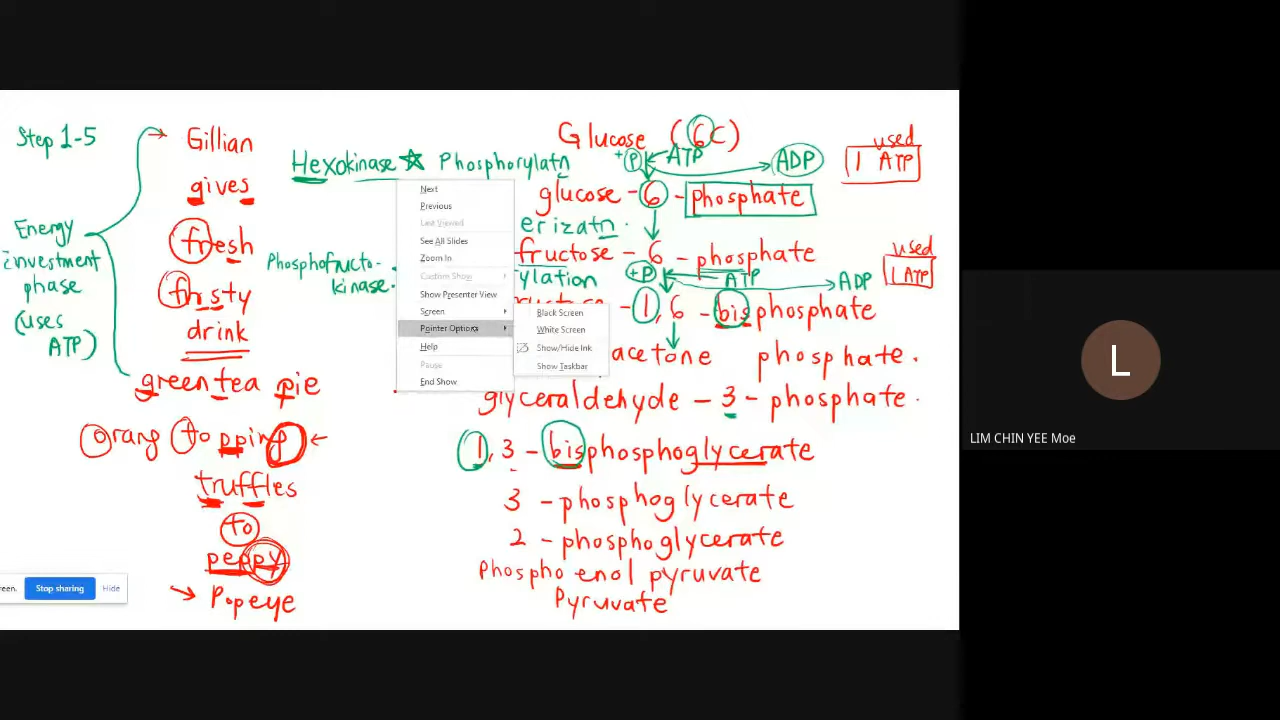 Step 1-5
Energy
investment
phase
(uses
ATP)
Gillian
gives
fresh
frosty
drink
green tea pie
orang topping
truffles
to
peppy
Popeye
Hexokinase ☆ Phosphorylatn
Phosphofructo-
kinase
erizatn
ylation
Glucose (6C)
+P ATP ADP
used
1 ATP
glucose - 6 - phosphate
fructose - 6 - phosphate
+P ATP ADP
used
1 ATP
- 1, 6 - bisphosphate
acetone phosphate.
glyceraldehyde - 3 - phosphate.
1, 3 - bisphosphoglycerate
3 - phosphoglycerate
2 - phosphoglycerate
Phospho enol pyruvate
Pyruvate
Next
Previous
Last Viewed
See All Slides
Zoom In
Custom Show
Show Presenter View
Screen
Pointer Options
Help
Pause
End Show
Black Screen
White Screen
Show/Hide Ink
Show Taskbar
reen.
Stop sharing
Hide
L
LIM CHIN YEE Moe